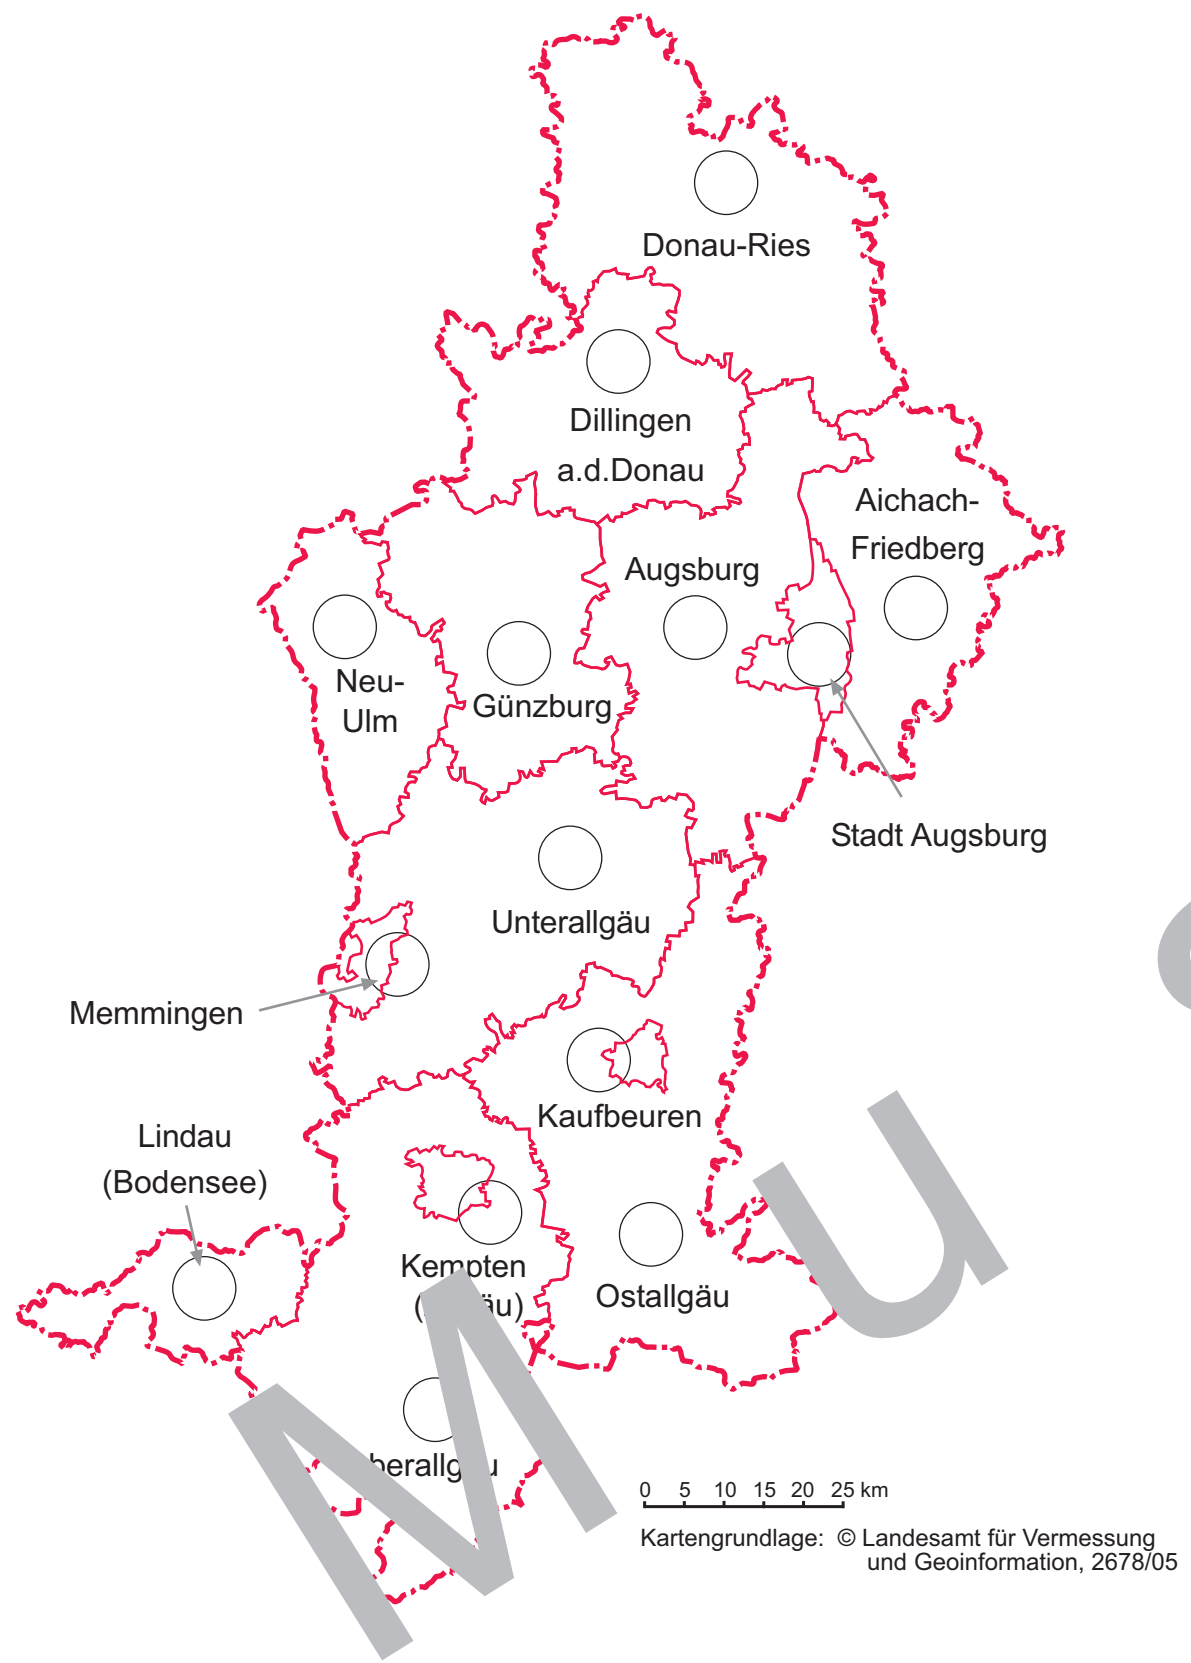 Donau-Ries
Dillingen
a.d.Donau
Aichach-
Friedberg
Augsburg
Neu-
Ulm
Günzburg
Stadt Augsburg
Unterallgäu
Memmingen
Kaufbeuren
Lindau
(Bodensee)
Kempten
Ostallgäu
0 5 10 15 20 25 km
Kartengrundlage: © Landesamt für Vermessung
und Geoinformation, 2678/05
M u